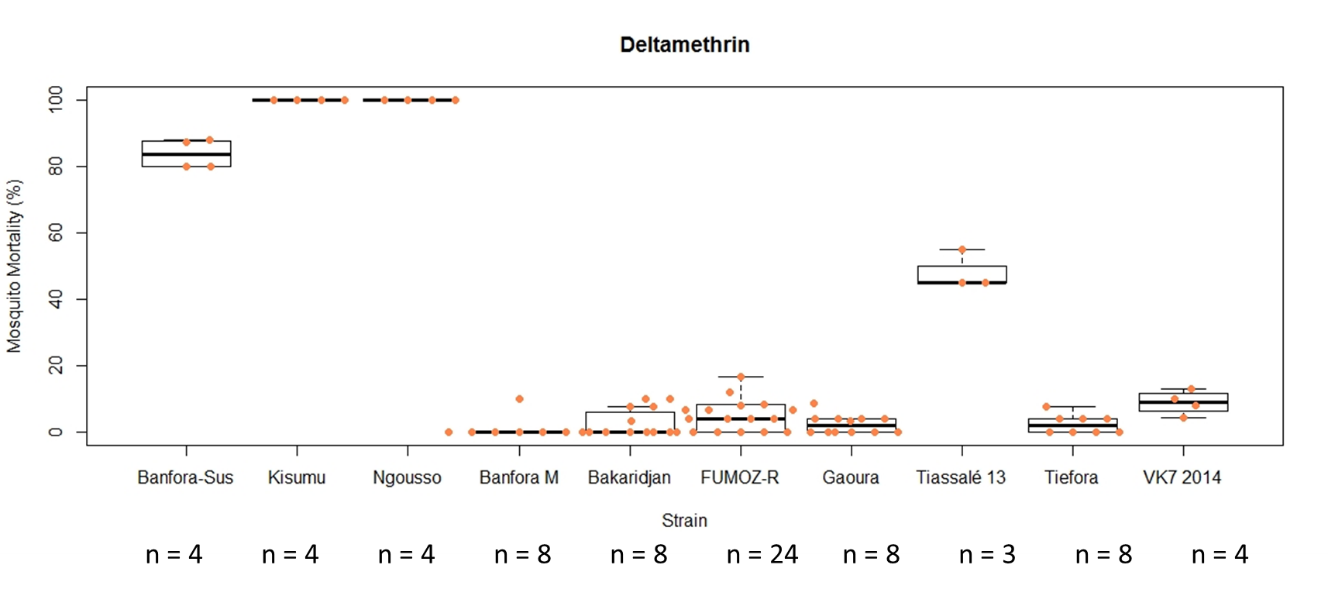 Deltamethrin
Mosquito Mortality (%)
100
80
60
40
20
0
Banfora-Sus Kisumu Ngousso Banfora M Bakaridjan FUMOZ-R Gaoura Tiassalé 13 Tiefora VK7 2014
Strain
n = 4 n = 4 n = 4 n = 8 n = 8 n = 24 n = 8 n = 3 n = 8 n = 4